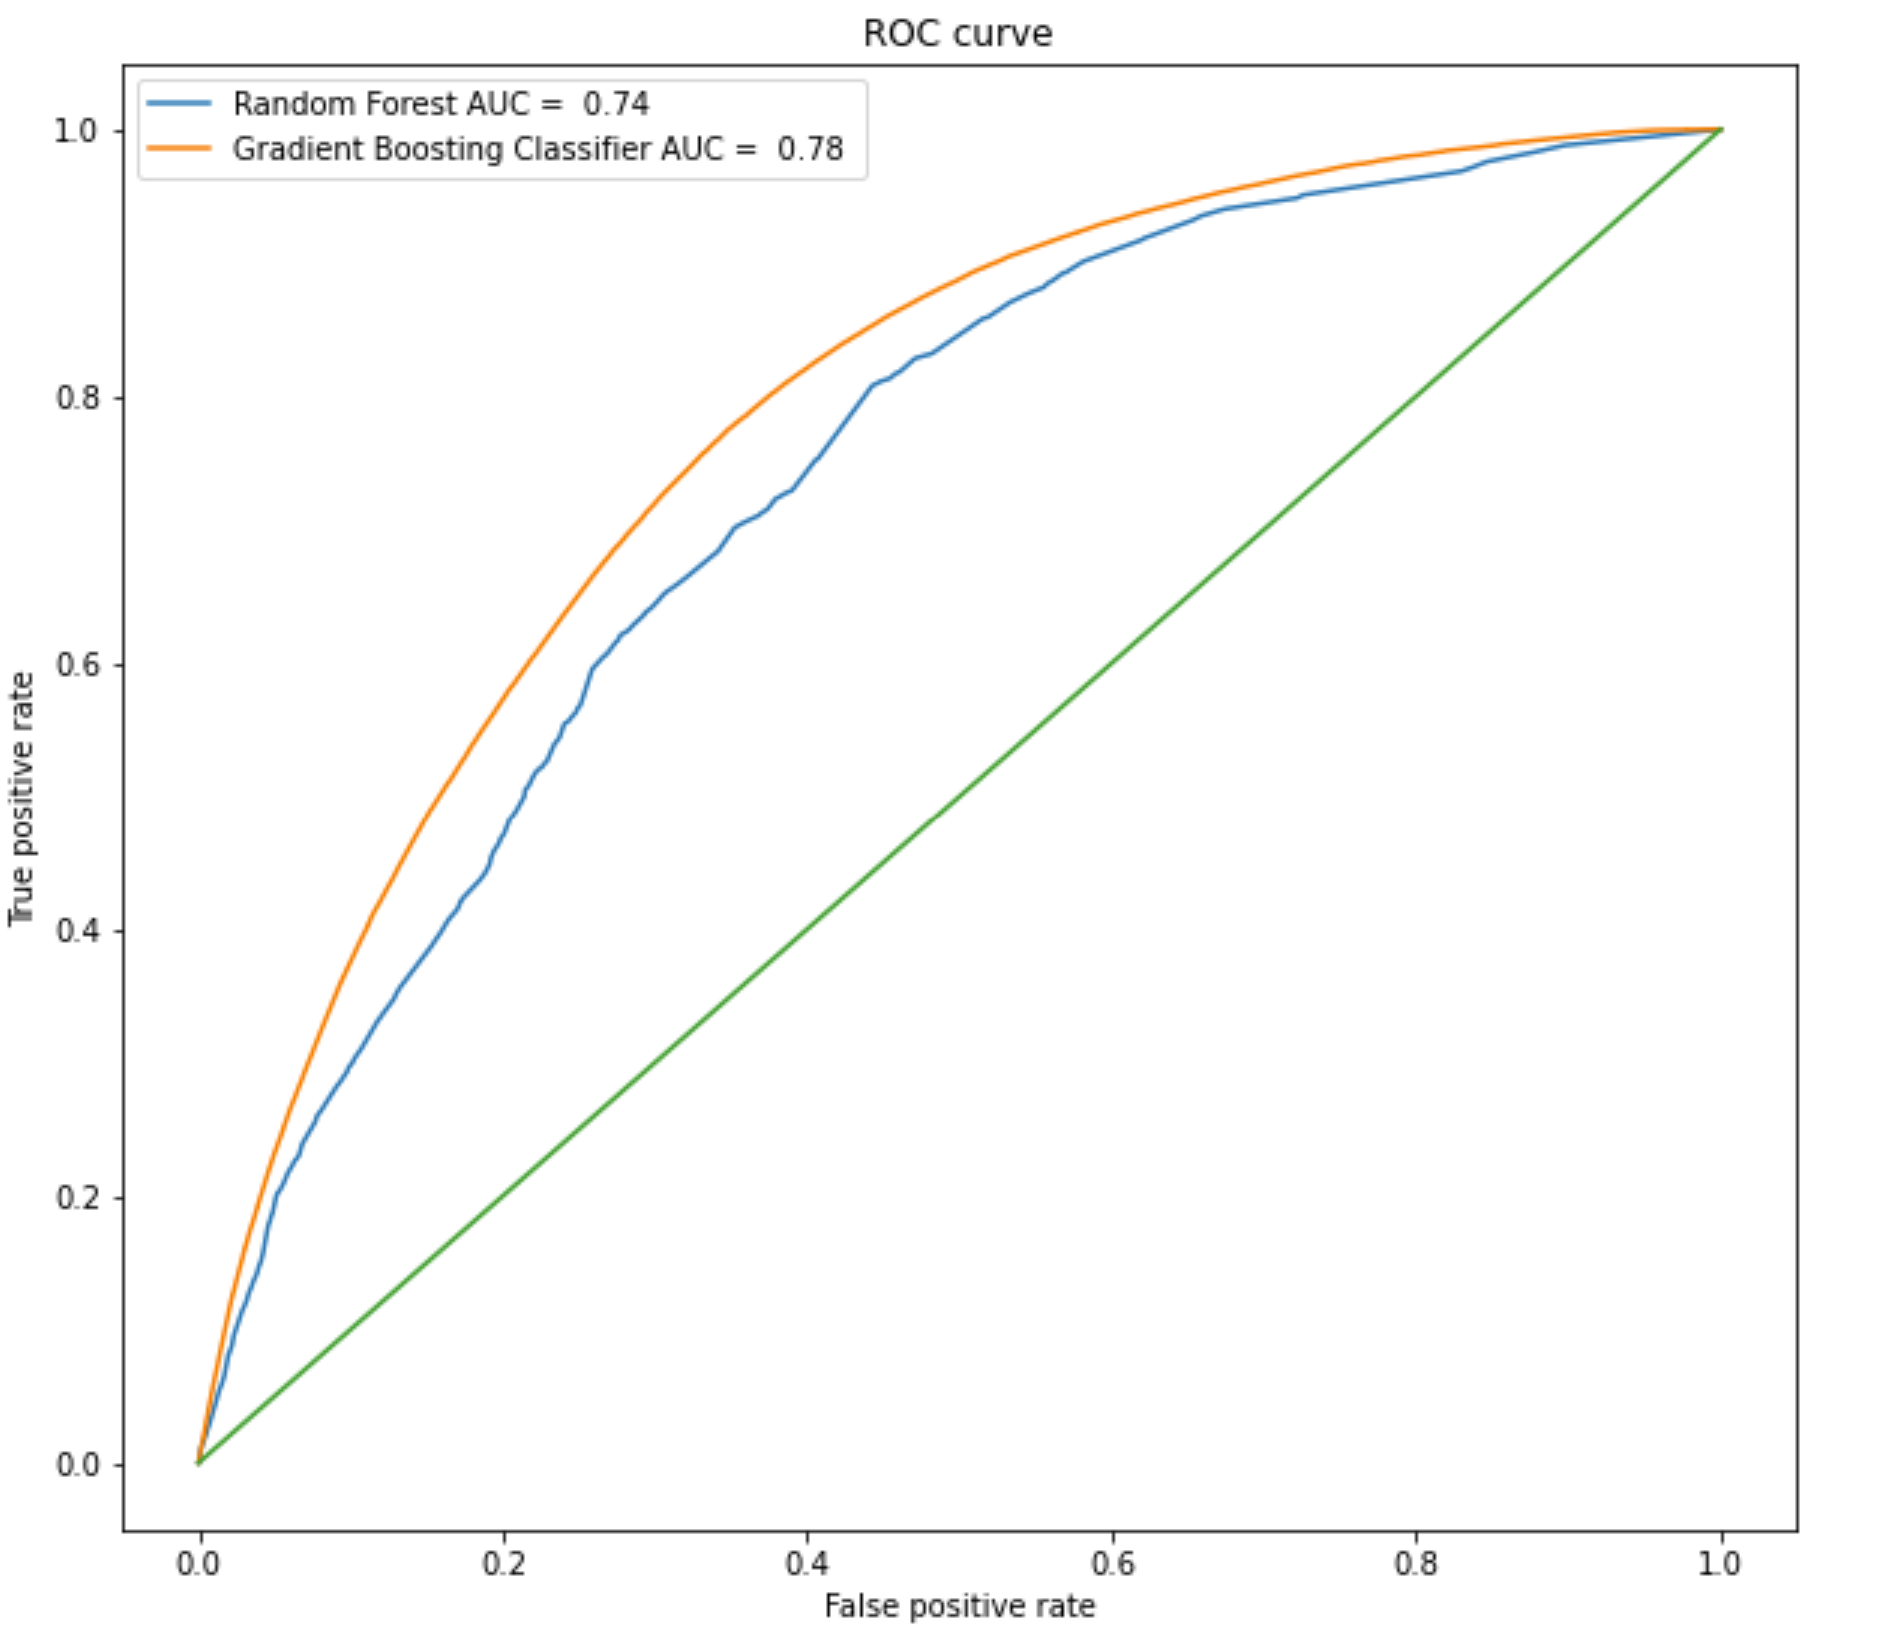 ROC curve
Random Forest AUC =  0.74
Gradient Boosting Classifier AUC =  0.78
1.0
0.8
0.6
0.4
0.2
0.0
True positive rate
0.0 0.2 0.4 0.6 0.8 1.0
False positive rate